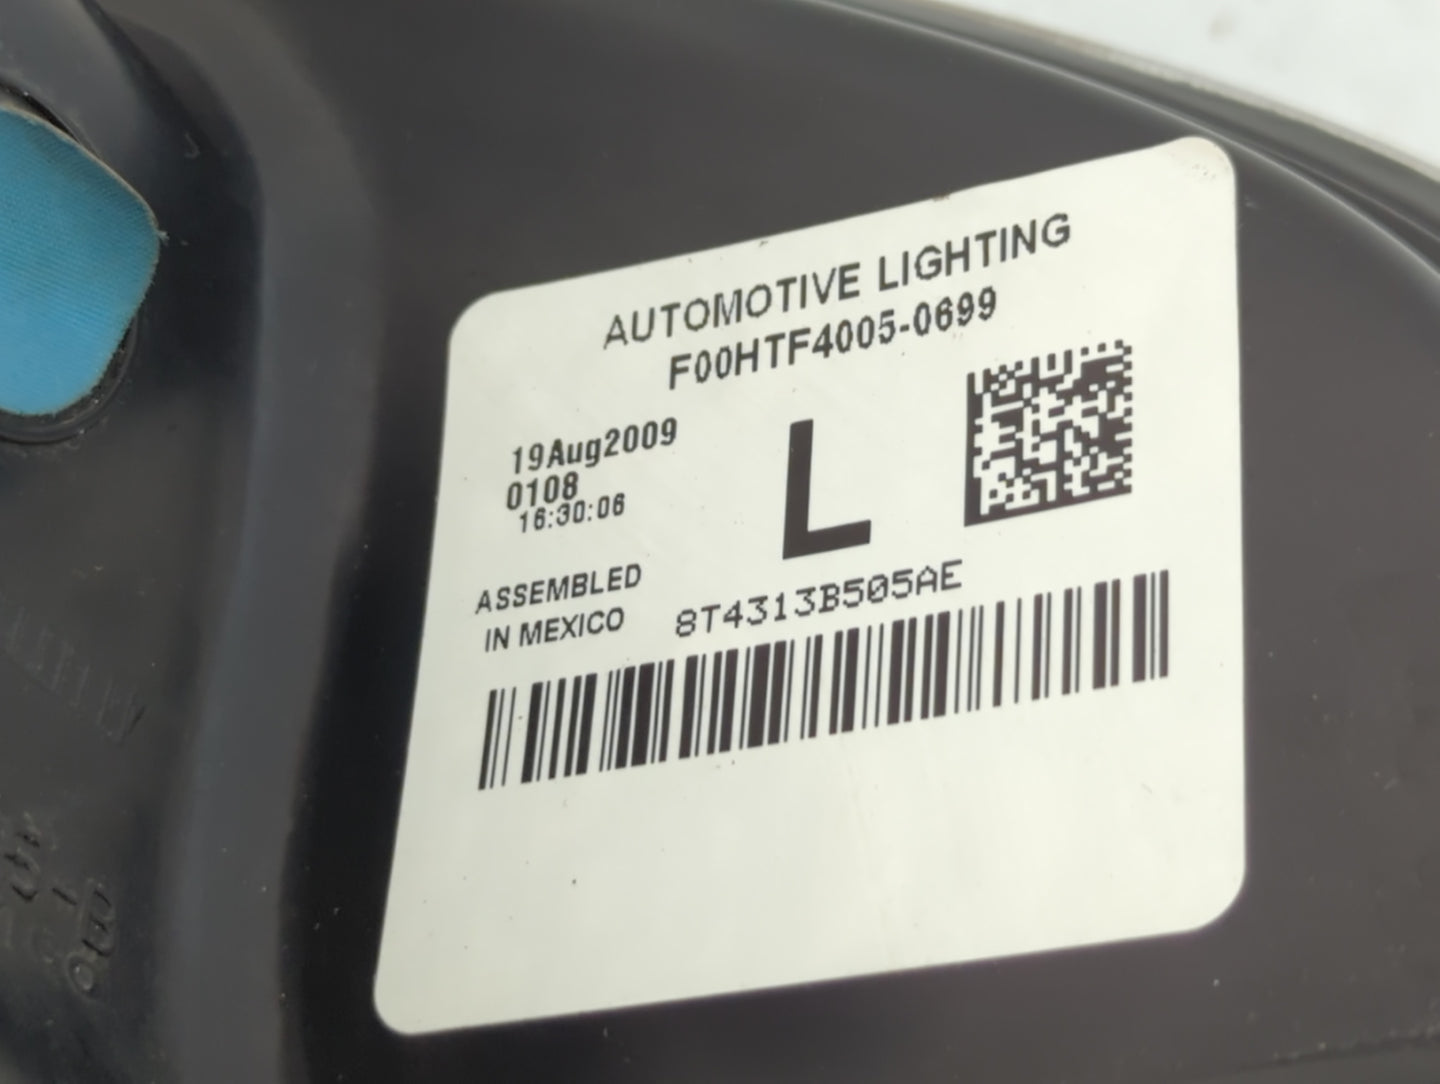 AUTOMOTIVE LIGHTING
F00HTF4005-0699
19Aug2009
0108
16:30:06
L
ASSEMBLED
IN MEXICO
8T4313B505AE